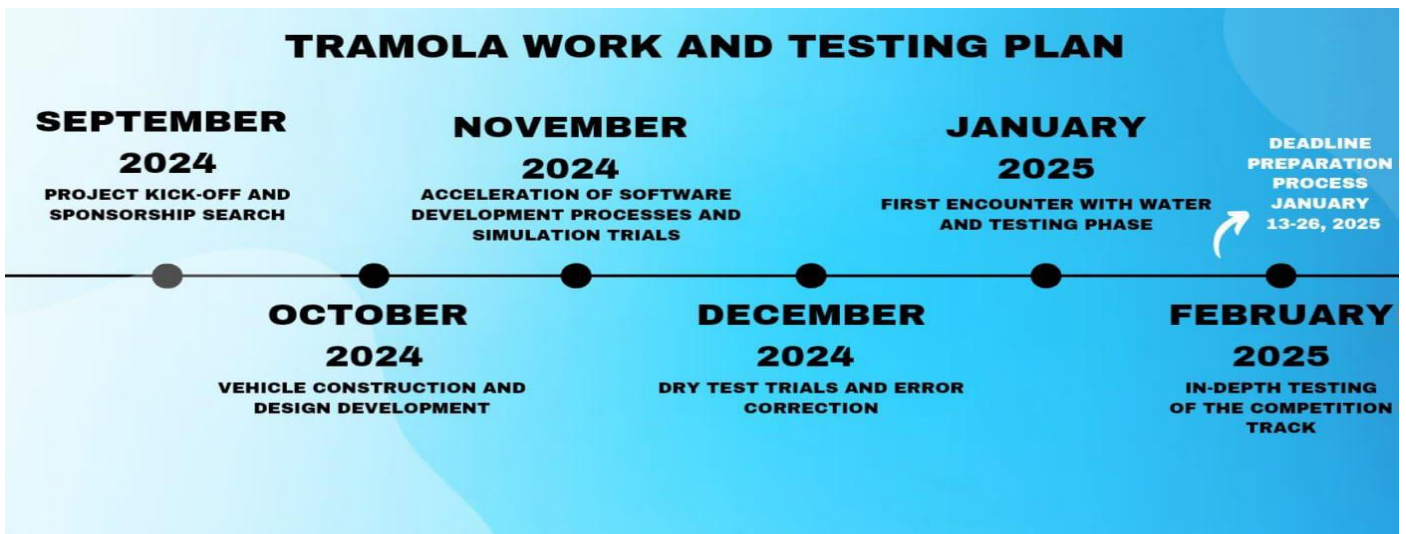 TRAMOLA WORK AND TESTING PLAN
SEPTEMBER
2024
PROJECT KICK-OFF AND
SPONSORSHIP SEARCH
OCTOBER
2024
VEHICLE CONSTRUCTION AND
DESIGN DEVELOPMENT
NOVEMBER
2024
ACCELERATION OF SOFTWARE
DEVELOPMENT PROCESSES AND
SIMULATION TRIALS
DECEMBER
2024
DRY TEST TRIALS AND ERROR
CORRECTION
JANUARY
2025
FIRST ENCOUNTER WITH WATER
AND TESTING PHASE
DEADLINE
PREPARATION
PROCESS
JANUARY
13-26, 2025
FEBRUARY
2025
IN-DEPTH TESTING
OF THE COMPETITION
TRACK